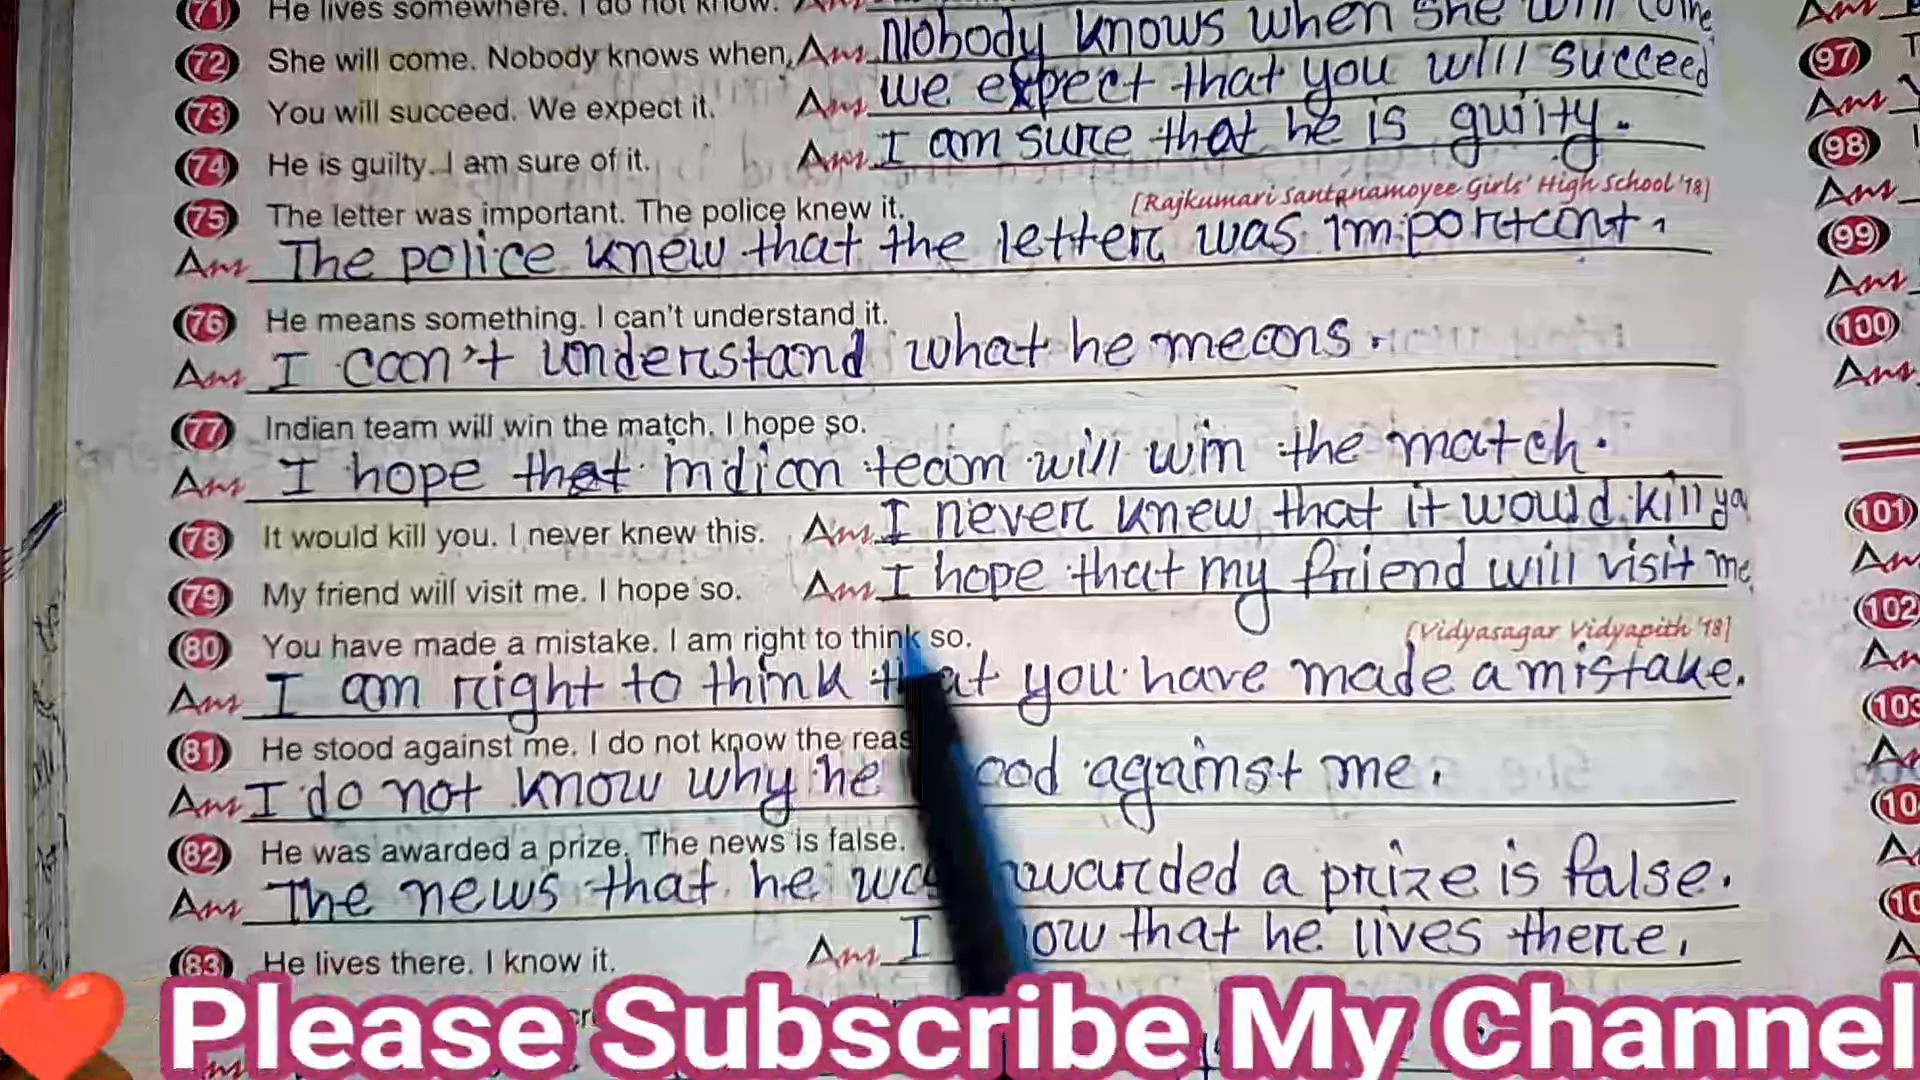 71 He lives somewhere. I do not know. Ans
72 She will come. Nobody knows when. Ans Nobody knows when she will come
73 You will succeed. We expect it. Ans we expect that you will succeed
74 He is guilty. I am sure of it. Ans I am sure that he is guilty.
75 The letter was important. The police knew it. [Rajkumari Santanamoyee Girls' High School '18]
Ans The police knew that the letter was important.
76 He means something. I can't understand it.
Ans I can't understand what he means.
77 Indian team will win the match. I hope so.
Ans I hope that indian team will win the match.
78 It would kill you. I never knew this. Ans I never knew that it would kill you
79 My friend will visit me. I hope so. Ans I hope that my friend will visit me.
80 You have made a mistake. I am right to think so. [Vidyasagar Vidyapith '18]
Ans I am right to think that you have made a mistake.
81 He stood against me. I do not know the reas
Ans I do not know why he ood against me.
82 He was awarded a prize. The news is false.
Ans The news that he was awarded a prize is false.
83 He lives there. I know it. Ans I know that he lives there.
Ans
97
Ans
98
Ans
99
Ans
100
Ans
101
Ans
102
An
103
An
10
A
10
A
Please Subscribe My Channel